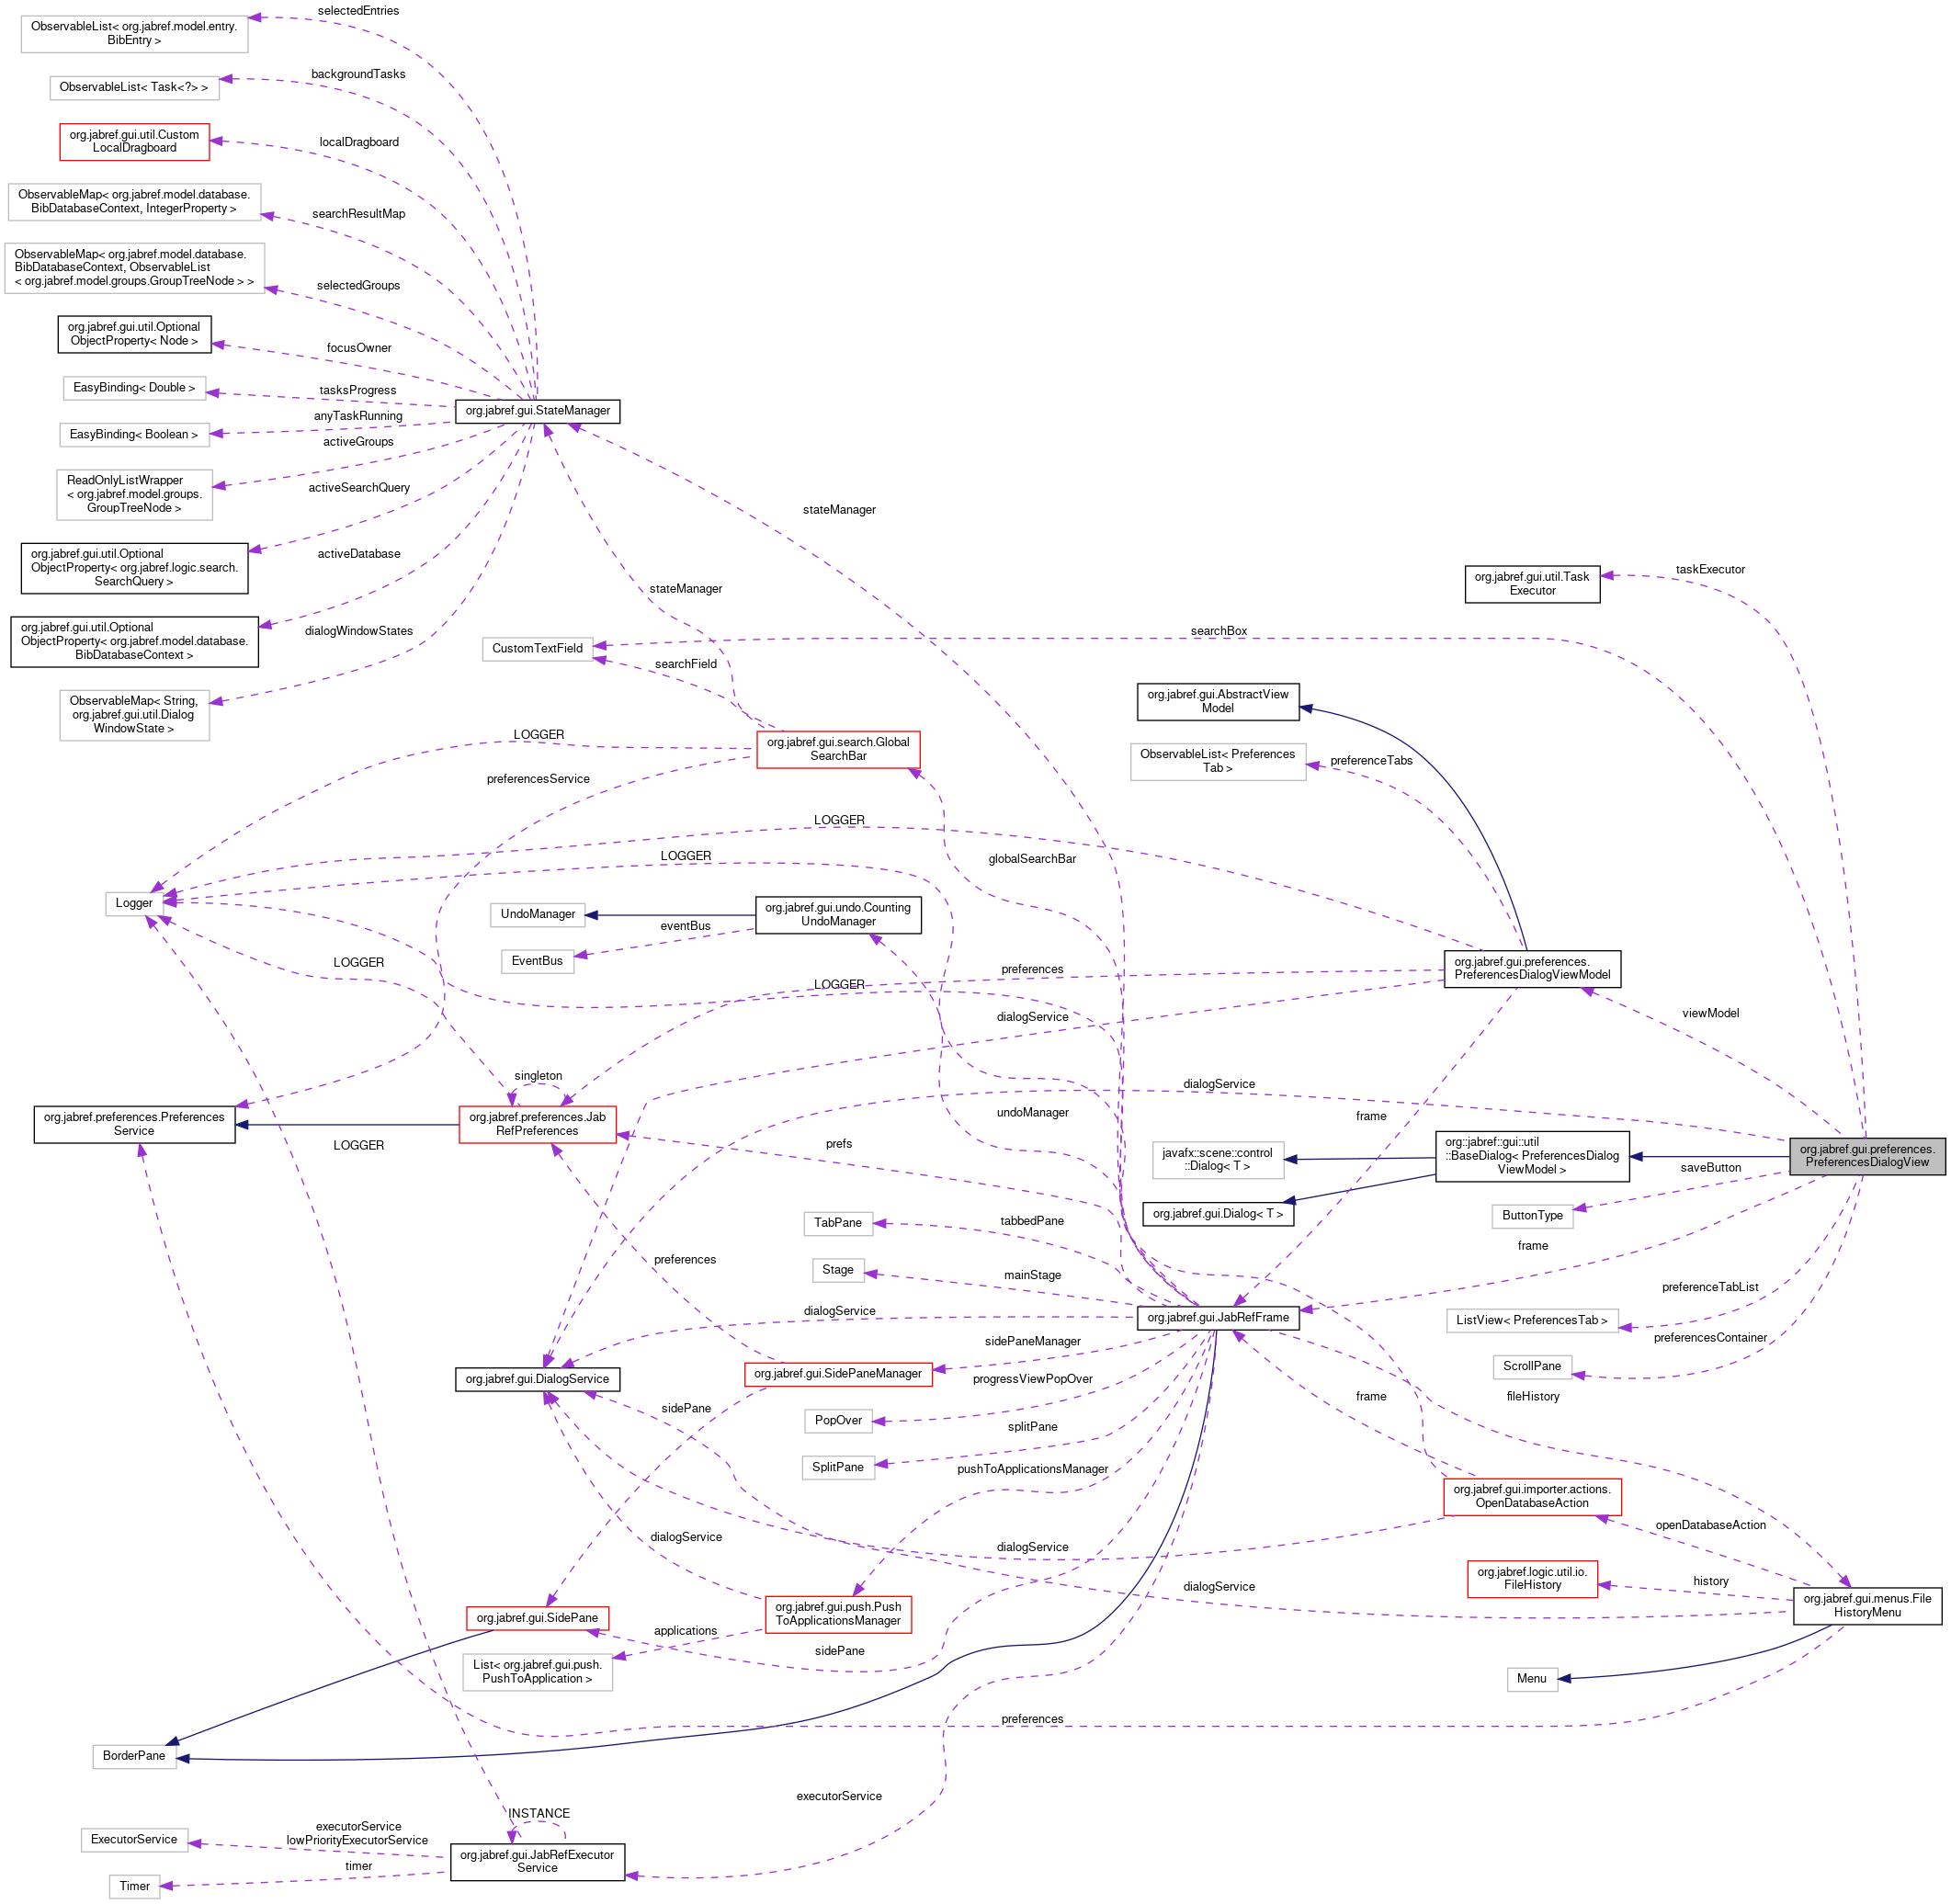 selectedEntries
ObservableList< org.jabref.model.entry.
BibEntry >
backgroundTasks
ObservableList< Task<?> >
org.jabref.gui.util.Custom
LocalDragboard
localDragboard
ObservableMap< org.jabref.model.database.
BibDatabaseContext, IntegerProperty >
searchResultMap
ObservableMap< org.jabref.model.database.
BibDatabaseContext, ObservableList
< org.jabref.model.groups.GroupTreeNode > >
selectedGroups
org.jabref.gui.util.Optional
ObjectProperty< Node >
focusOwner
EasyBinding< Double >
tasksProgress
org.jabref.gui.StateManager
anyTaskRunning
EasyBinding< Boolean >
activeGroups
ReadOnlyListWrapper
< org.jabref.model.groups.
GroupTreeNode >
activeSearchQuery
stateManager
org.jabref.gui.util.Optional
ObjectProperty< org.jabref.logic.search.
SearchQuery >
activeDatabase
org.jabref.gui.util.Task
Executor
taskExecutor
stateManager
org.jabref.gui.util.Optional
ObjectProperty< org.jabref.model.database.
BibDatabaseContext >
dialogWindowStates
searchBox
CustomTextField
searchField
ObservableMap< String,
org.jabref.gui.util.Dialog
WindowState >
org.jabref.gui.AbstractView
Model
LOGGER
org.jabref.gui.search.Global
SearchBar
ObservableList< Preferences
Tab >
preferenceTabs
preferencesService
LOGGER
LOGGER
globalSearchBar
Logger
UndoManager
org.jabref.gui.undo.Counting
UndoManager
eventBus
EventBus
LOGGER
preferences
org.jabref.gui.preferences.
PreferencesDialogViewModel
LOGGER
dialogService
viewModel
singleton
dialogService
org.jabref.preferences.Preferences
Service
org.jabref.preferences.Jab
RefPreferences
undoManager
frame
LOGGER
prefs
javafx::scene::control
::Dialog< T >
org::jabref::gui::util
::BaseDialog< PreferencesDialog
ViewModel >
org.jabref.gui.preferences.
PreferencesDialogView
saveButton
org.jabref.gui.Dialog< T >
ButtonType
TabPane
tabbedPane
frame
preferences
Stage
mainStage
preferenceTabList
dialogService
org.jabref.gui.JabRefFrame
ListView< PreferencesTab >
sidePaneManager
preferencesContainer
ScrollPane
org.jabref.gui.DialogService
org.jabref.gui.SidePaneManager
progressViewPopOver
frame
fileHistory
sidePane
PopOver
splitPane
SplitPane
pushToApplicationsManager
org.jabref.gui.importer.actions.
OpenDatabaseAction
openDatabaseAction
dialogService
dialogService
dialogService
org.jabref.logic.util.io.
FileHistory
history
org.jabref.gui.menus.File
HistoryMenu
org.jabref.gui.SidePane
org.jabref.gui.push.Push
ToApplicationsManager
applications
sidePane
List< org.jabref.gui.push.
PushToApplication >
Menu
preferences
BorderPane
executorService
INSTANCE
executorService
lowPriorityExecutorService
ExecutorService
org.jabref.gui.JabRefExecutor
Service
timer
Timer